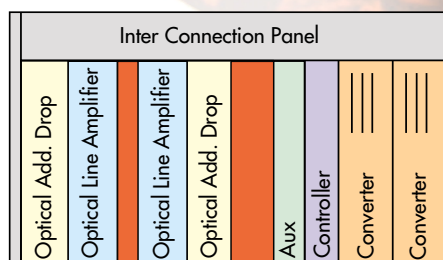 Inter Connection Panel
Optical Add. Drop
Optical Line Amplifier
Optical Line Amplifier
Optical Add. Drop
Aux
Controller
Converter
Converter